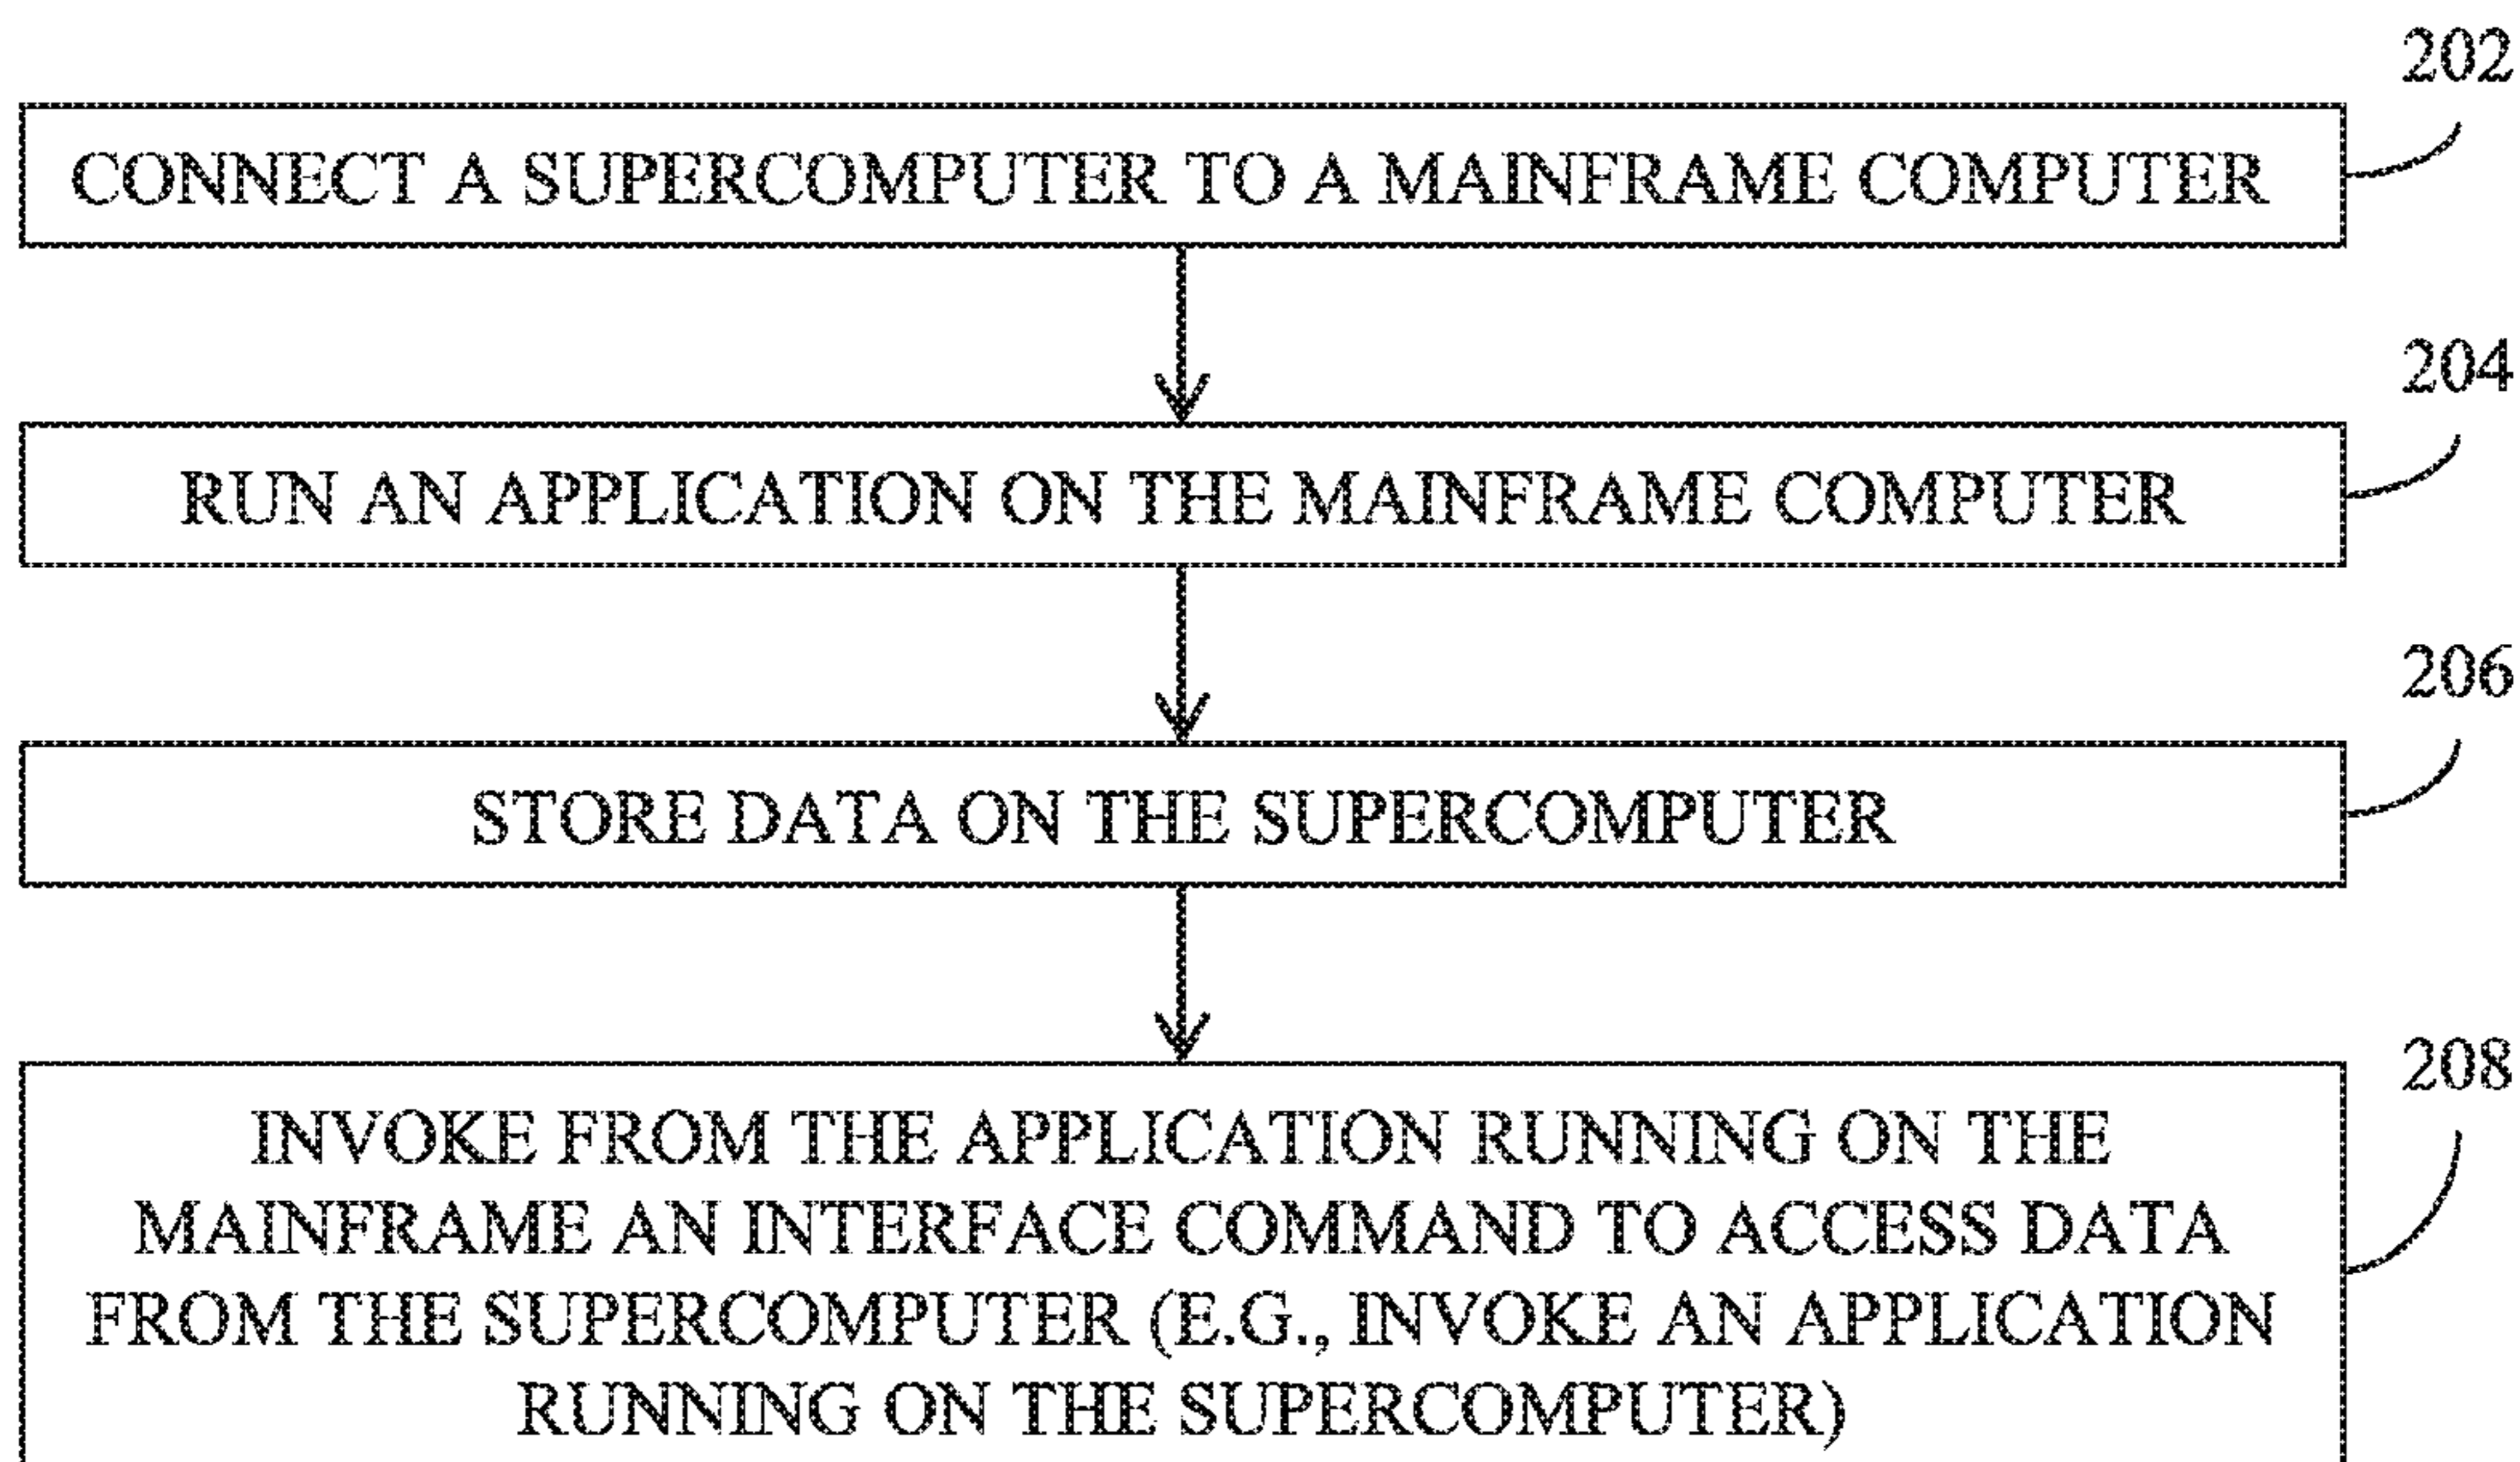 202
CONNECT A SUPERCOMPUTER TO A MAINFRAME COMPUTER
204
RUN AN APPLICATION ON THE MAINFRAME COMPUTER
206
STORE DATA ON THE SUPERCOMPUTER
208
INVOKE FROM THE APPLICATION RUNNING ON THE
MAINFRAME AN INTERFACE COMMAND TO ACCESS DATA
FROM THE SUPERCOMPUTER (E.G., INVOKE AN APPLICATION
RUNNING ON THE SUPERCOMPUTER)